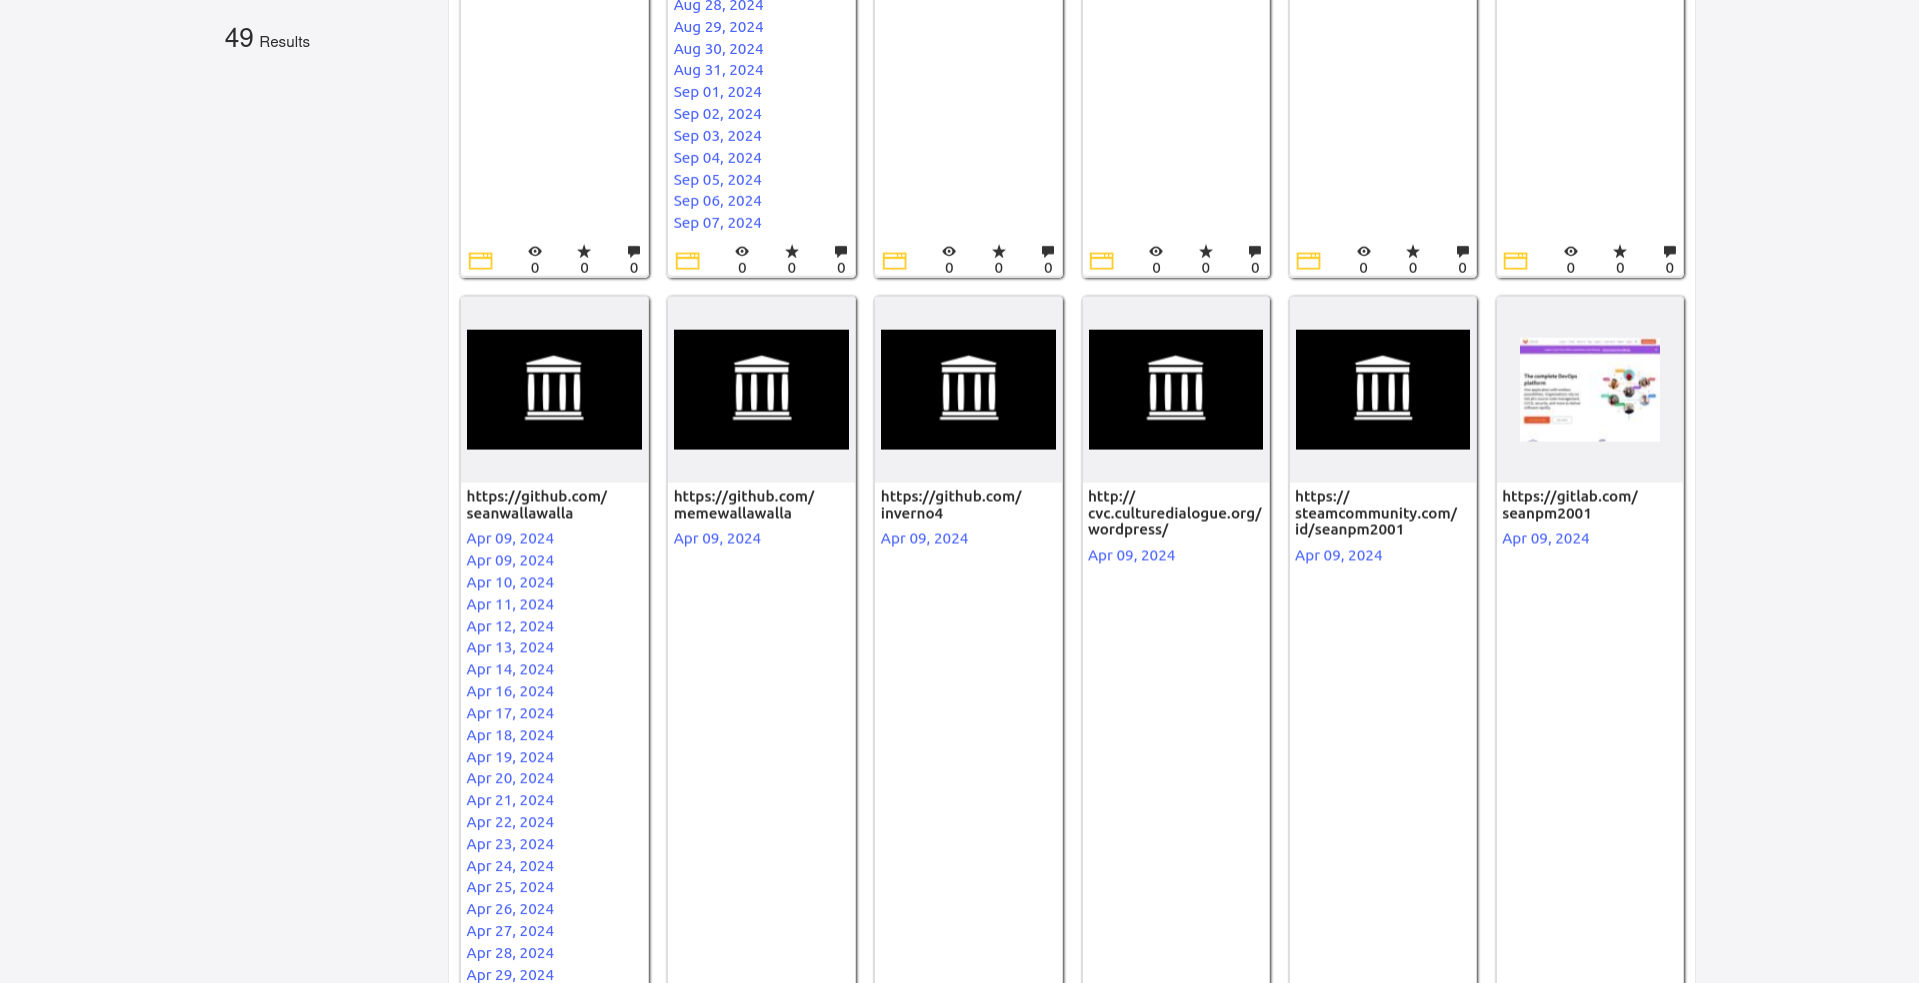 49 Results
Aug 28, 2024
Aug 29, 2024
Aug 30, 2024
Aug 31, 2024
Sep 01, 2024
Sep 02, 2024
Sep 03, 2024
Sep 04, 2024
Sep 05, 2024
Sep 06, 2024
Sep 07, 2024
0 0 0
0 0 0
0 0 0
0 0 0
0 0 0
0 0 0
https://github.com/
seanwallawalla
Apr 09, 2024
Apr 09, 2024
Apr 10, 2024
Apr 11, 2024
Apr 12, 2024
Apr 13, 2024
Apr 14, 2024
Apr 16, 2024
Apr 17, 2024
Apr 18, 2024
Apr 19, 2024
Apr 20, 2024
Apr 21, 2024
Apr 22, 2024
Apr 23, 2024
Apr 24, 2024
Apr 25, 2024
Apr 26, 2024
Apr 27, 2024
Apr 28, 2024
Apr 29, 2024
https://github.com/
memewallawalla
Apr 09, 2024
https://github.com/
inverno4
Apr 09, 2024
http://
cvc.culturedialogue.org/
wordpress/
Apr 09, 2024
https://
steamcommunity.com/
id/seanpm2001
Apr 09, 2024
The complete DevOps
platform
https://gitlab.com/
seanpm2001
Apr 09, 2024